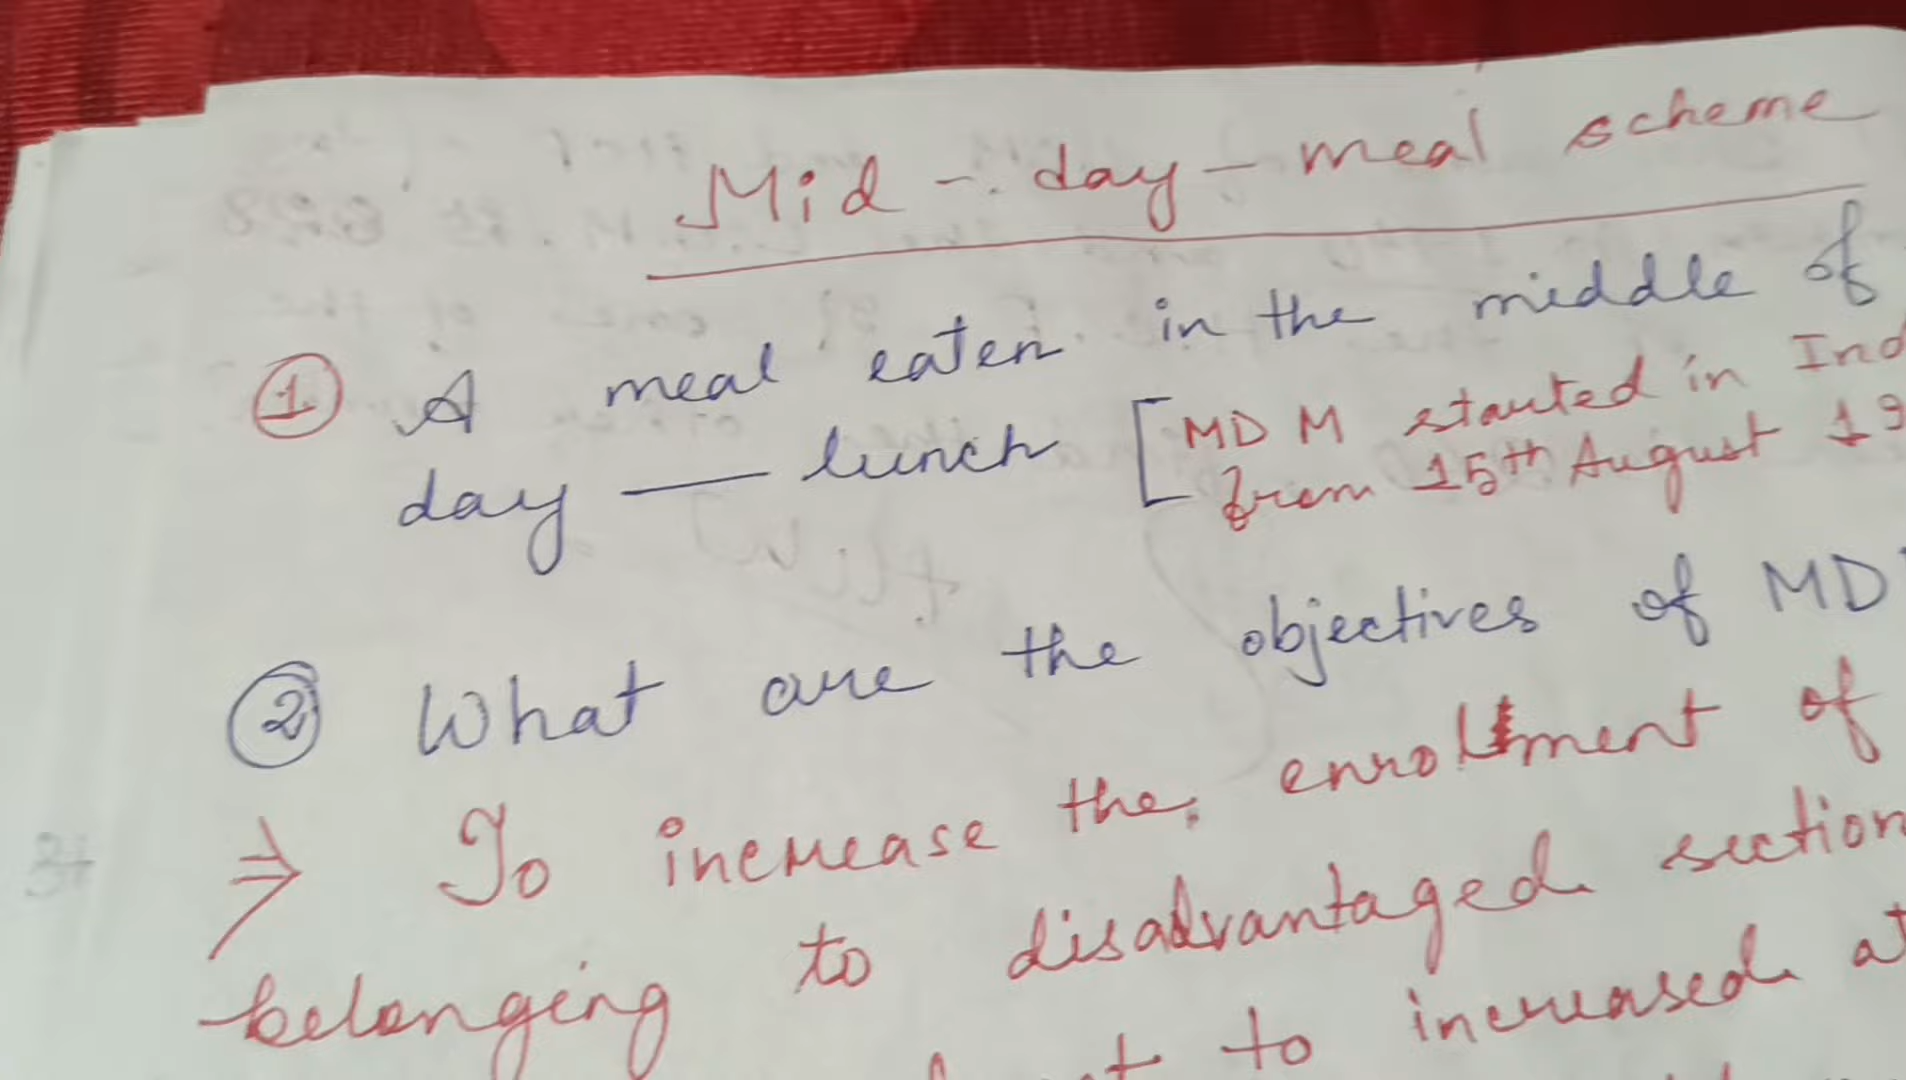 Mid - day - meal scheme
① A meal eaten in the middle of
day — lunch [MDM started in Ind
from 15th August 19
② What are the objectives of MD
⇒ To increase the enrollment of
belonging to disadvantaged section
to increased at